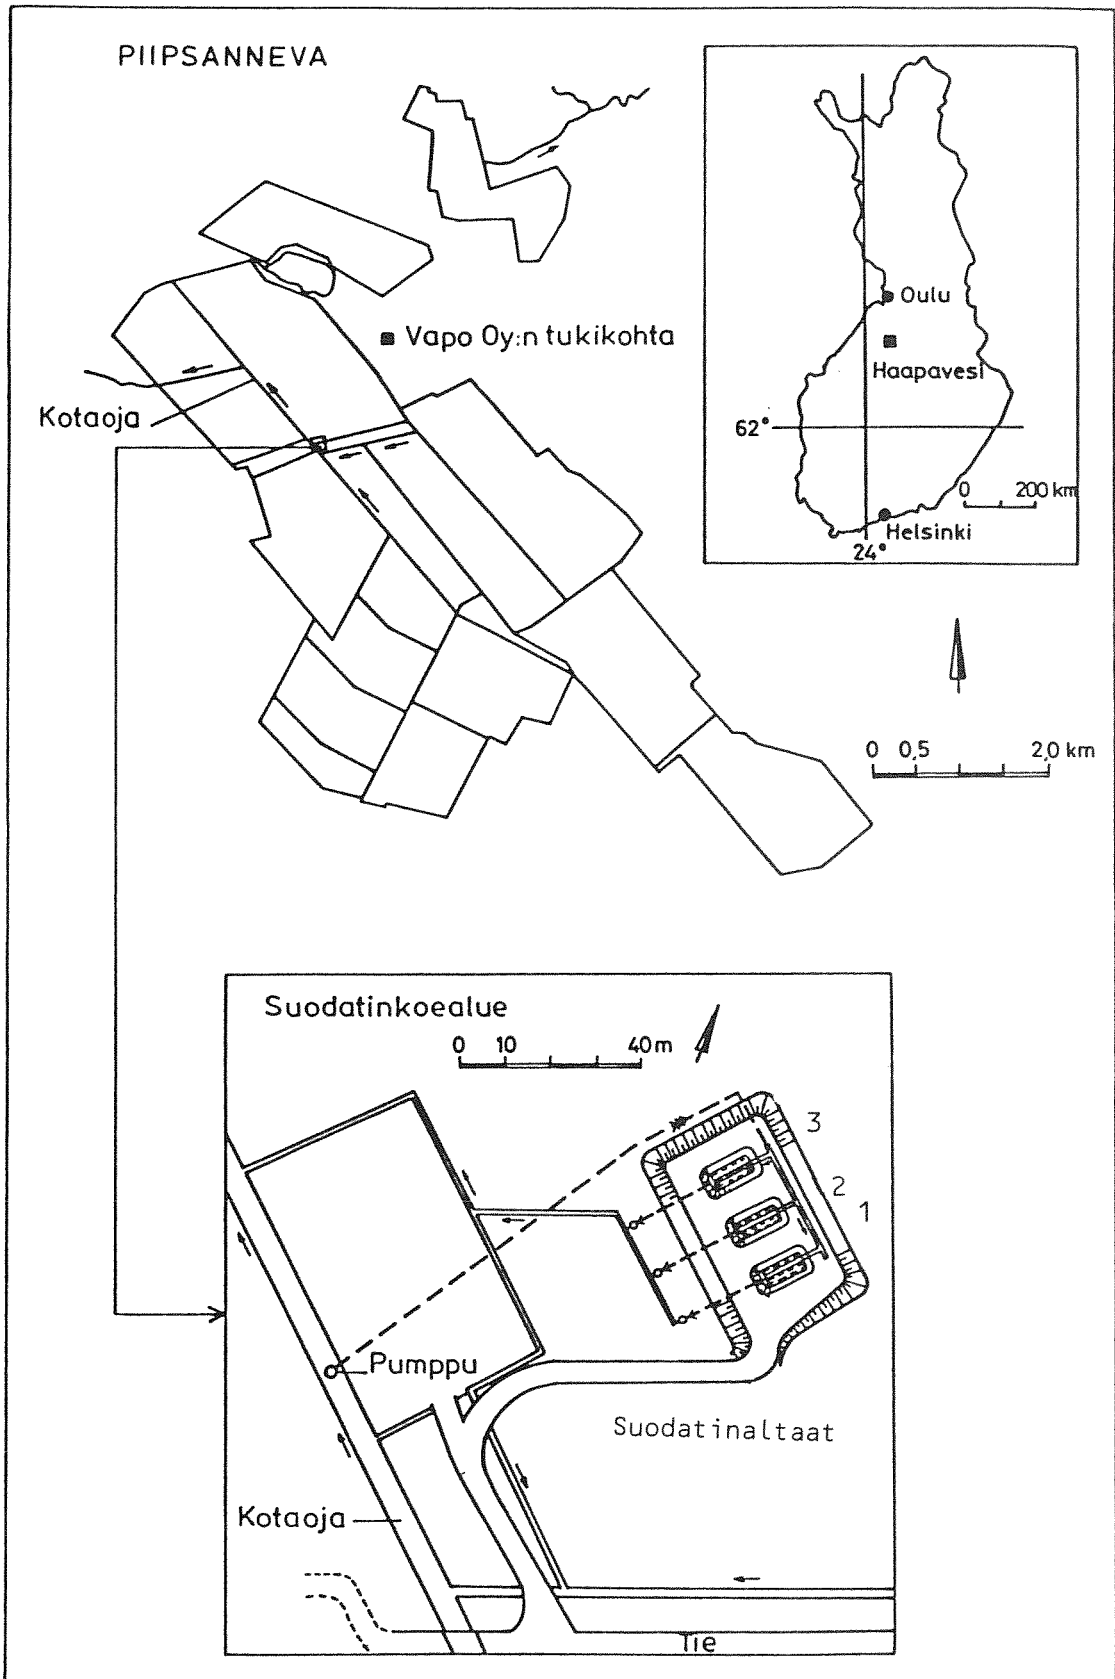 PIIPSANNEVA
Oulu
■ Vapo Oy:n tukikohta
Haapavesi
Kotaoja
62°
0 200 km
Helsinki
24°
0 0,5 2,0 km
Suodatinkoealue
0 10 40 m
3
2
1
Pumppu
Suodatinaltaat
Kotaoja
Tie